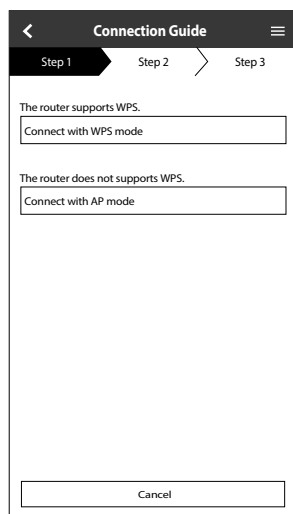 Connection Guide
Step 1 Step 2 Step 3
The router supports WPS.
Connect with WPS mode
The router does not supports WPS.
Connect with AP mode
Cancel